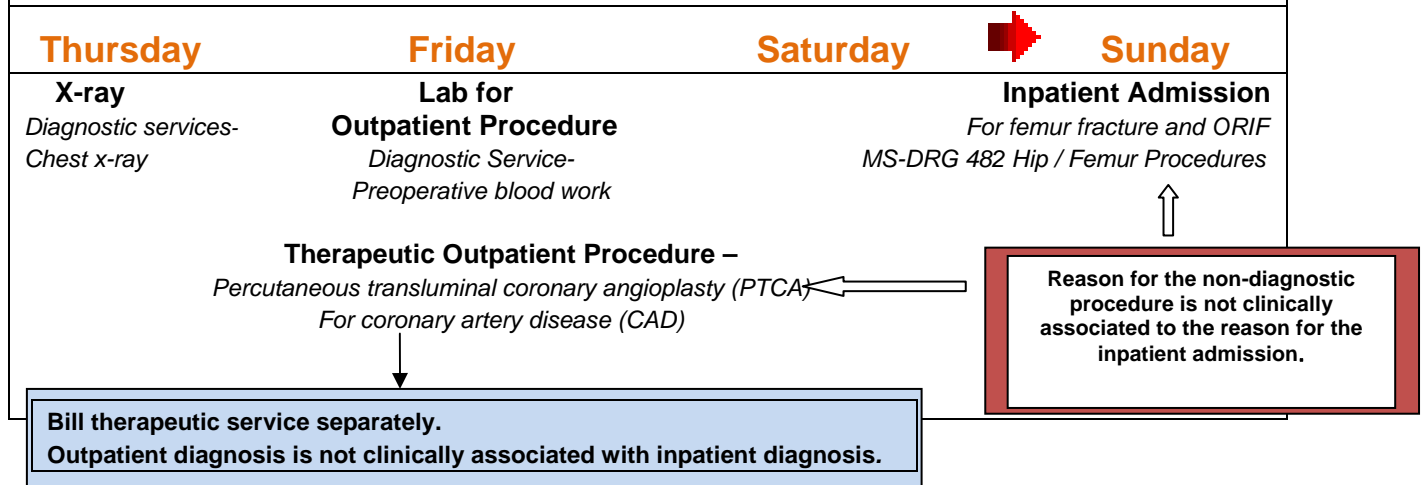 Thursday Friday Saturday Sunday
X-ray
Diagnostic services-
Chest x-ray
Lab for
Outpatient Procedure
Diagnostic Service-
Preoperative blood work
Inpatient Admission
For femur fracture and ORIF
MS-DRG 482 Hip / Femur Procedures
Therapeutic Outpatient Procedure –
Percutaneous transluminal coronary angioplasty (PTCA)
For coronary artery disease (CAD)
Reason for the non-diagnostic
procedure is not clinically
associated to the reason for the
inpatient admission.
Bill therapeutic service separately.
Outpatient diagnosis is not clinically associated with inpatient diagnosis.